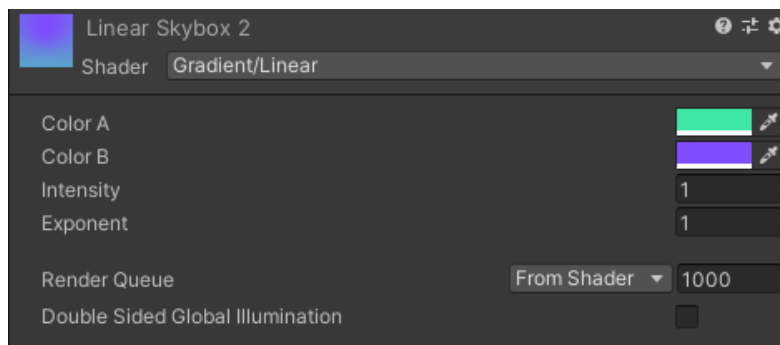 Linear Skybox 2
Shader Gradient/Linear
Color A
Color B
Intensity 1
Exponent 1
Render Queue From Shader 1000
Double Sided Global Illumination